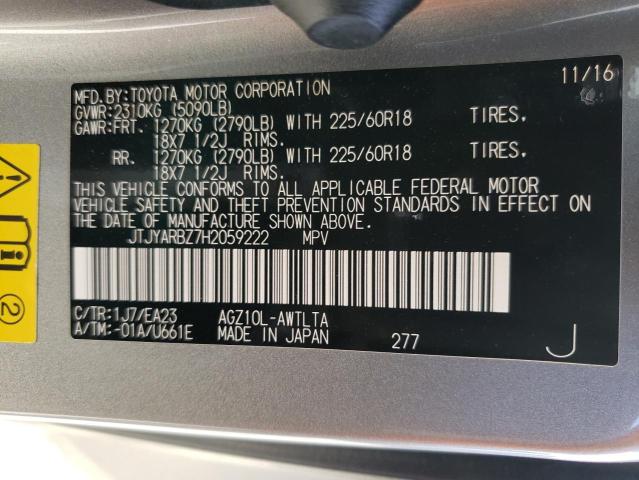 11/16
MFD.BY:TOYOTA MOTOR CORPORATION
GVWR:2310KG (5090LB)
GAWR:FRT. 1270KG (2790LB) WITH 225/60R18 TIRES.
18X7 1/2J RIMS.
RR. 1270KG (2790LB) WITH 225/60R18 TIRES.
18X7 1/2J RIMS.
THIS VEHICLE CONFORMS TO ALL APPLICABLE FEDERAL MOTOR
VEHICLE SAFETY AND THEFT PREVENTION STANDARDS IN EFFECT ON
THE DATE OF MANUFACTURE SHOWN ABOVE.
JTJYARBZ7H2059222 MPV
C/TR:1J7/EA23 AGZ10L-AWTLTA
A/TM:-01A/U661E MADE IN JAPAN 277 J
2